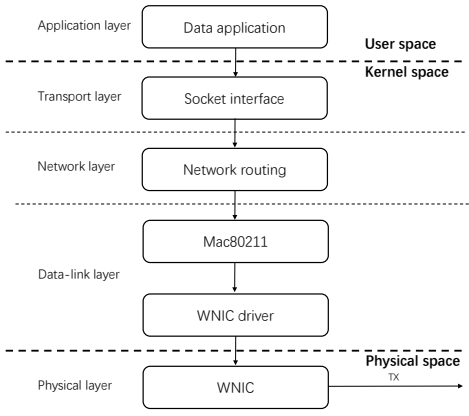 Application layer
Data application
User space
Kernel space
Transport layer
Socket interface
Network layer
Network routing
Mac80211
Data-link layer
WNIC driver
Physical space
Physical layer
WNIC
TX